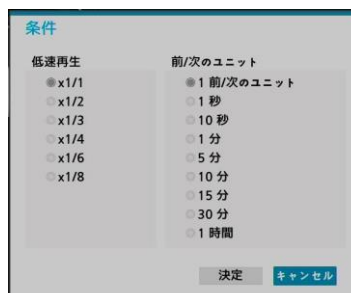 条件
低速再生
x1/1
x1/2
x1/3
x1/4
x1/6
x1/8
前/次のユニット
1 前/次のユニット
1 秒
10 秒
1 分
5 分
10 分
15 分
30 分
1 時間
決定
キャンセル